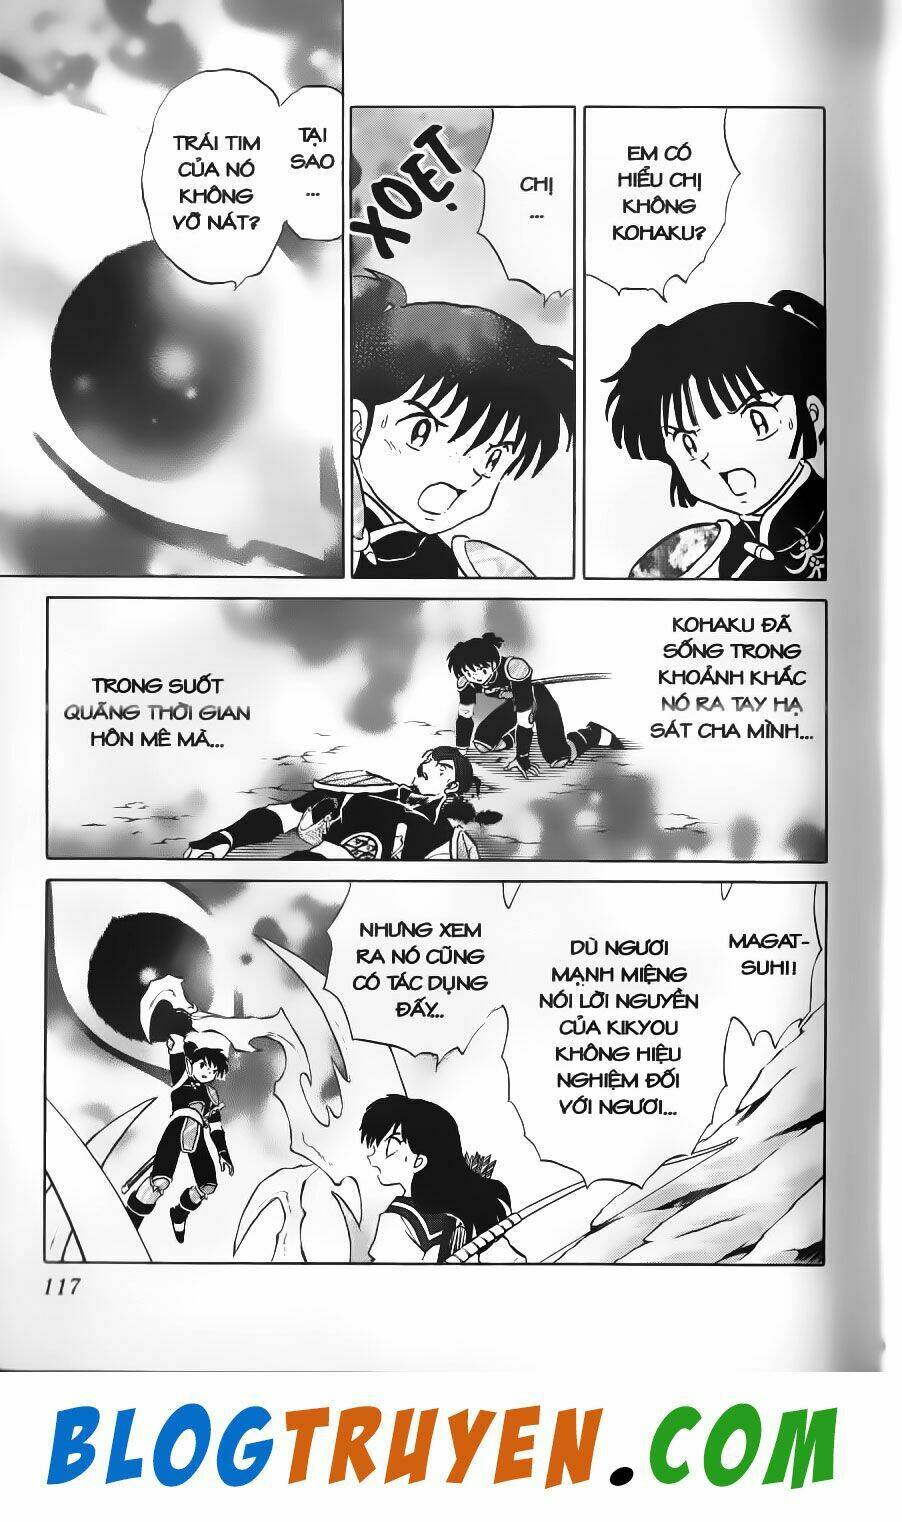 EM CÓ
HIỂU CHỊ
KHÔNG
KOHAKU?
CHỊ
...
XOẸT
TẠI
SAO
...
TRÁI TIM
CỦA NÓ
KHÔNG
VỠ NÁT?
KOHAKU ĐÃ
SỐNG TRONG
KHOẢNH KHẮC
NÓ RA TAY HẠ
SÁT CHA MÌNH...
TRONG SUỐT
QUÃNG THỜI GIAN
HÔN MÊ MÀ...
MAGAT-
SUHI!
DÙ NGƯƠI
MẠNH MIỆNG
NÓI LỜI NGUYỀN
CỦA KIKYOU
KHÔNG HIỆU
NGHIỆM ĐỐI
VỚI NGƯƠI...
NHƯNG XEM
RA NÓ CŨNG
CÓ TÁC DỤNG
ĐẤY...
117
BLOGTRUYEN.COM